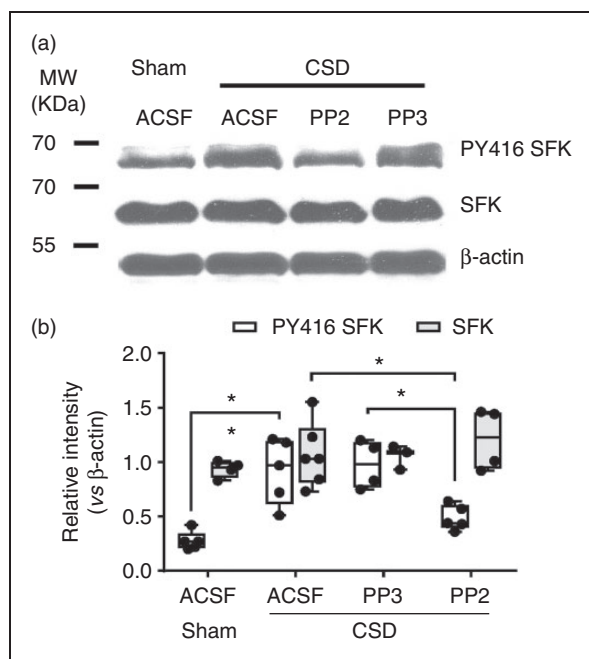 (a)
MW
(KDa)
Sham
CSD
ACSF ACSF PP2 PP3
70
PY416 SFK
70
SFK
55
β-actin
(b)
PY416 SFK SFK
Relative intensity
(vs β-actin)
2.0
1.5
1.0
0.5
0.0
*
*
*
*
ACSF ACSF PP3 PP2
Sham CSD